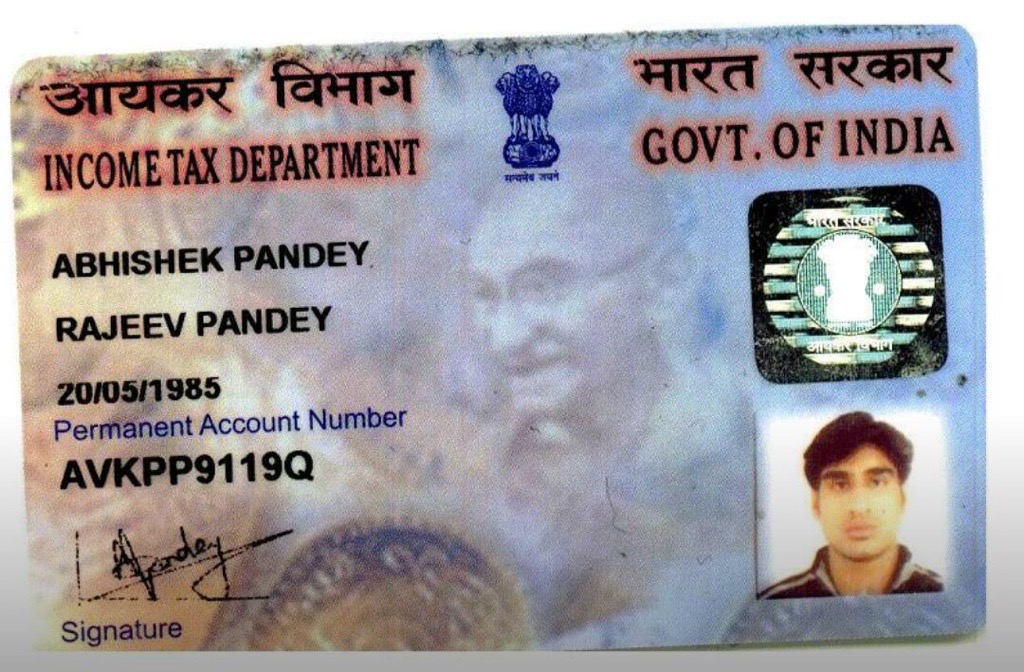 आयकर विभाग
INCOME TAX DEPARTMENT
सत्यमेव जयते
भारत सरकार
GOVT. OF INDIA
ABHISHEK PANDEY
RAJEEV PANDEY
20/05/1985
Permanent Account Number
AVKPP9119Q
APandey
Signature
भारत सरकार
आयकर विभाग